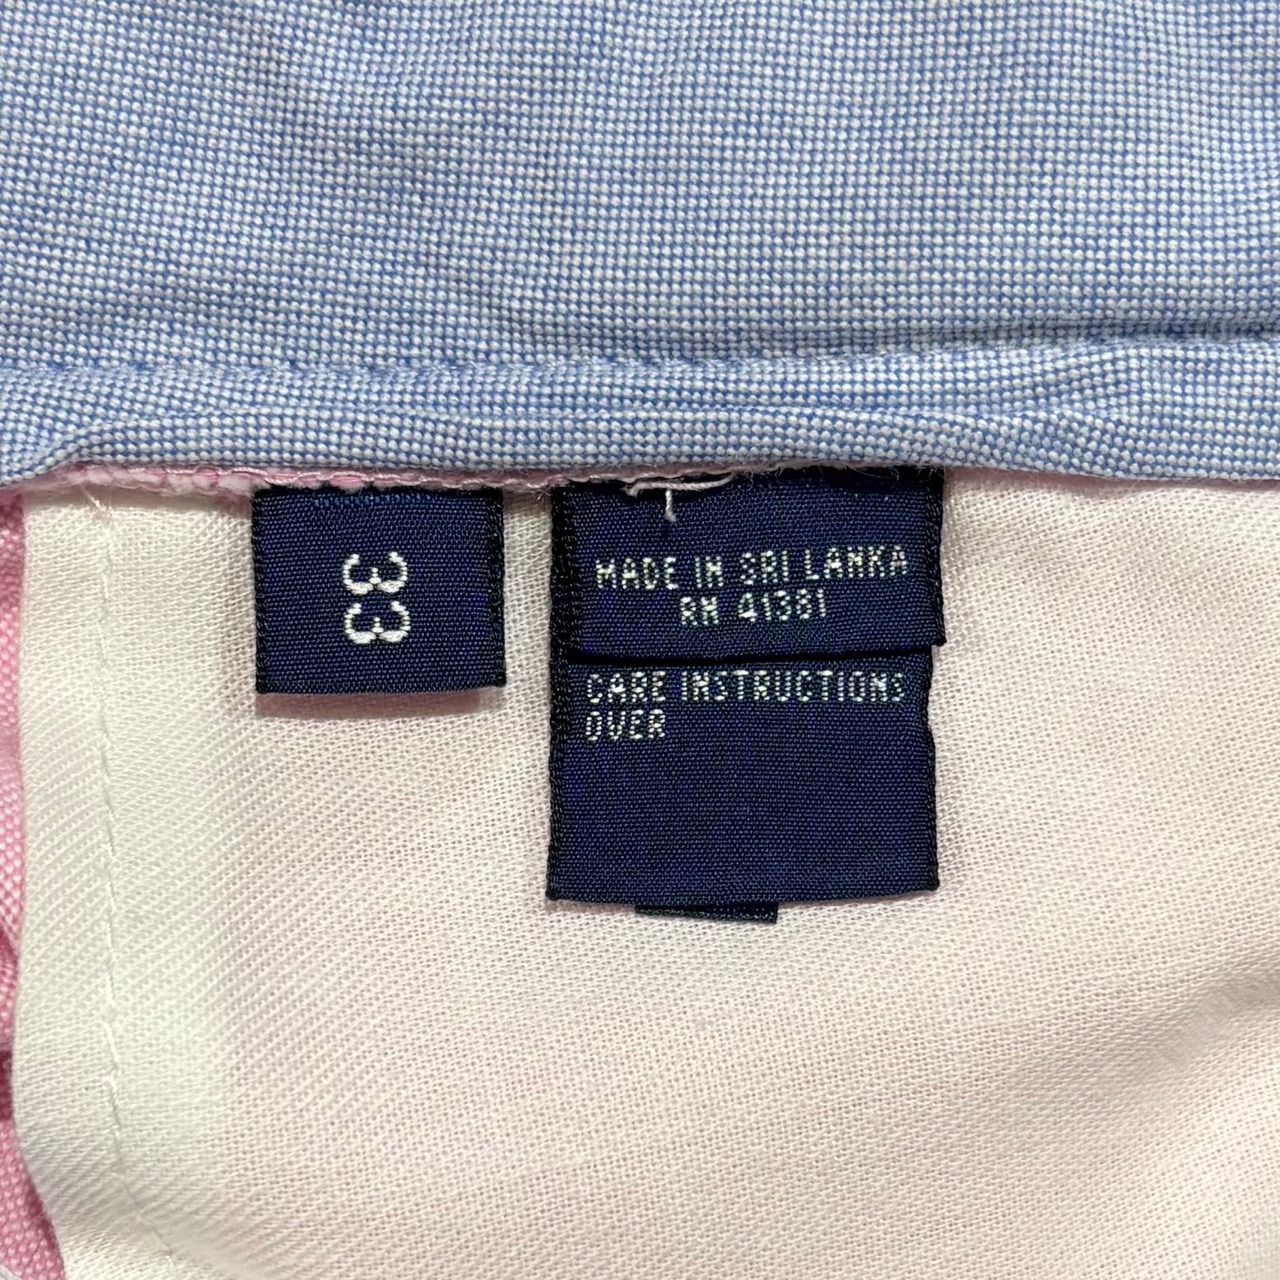 33
MADE IN SRI LANKA
RN 41381
CARE INSTRUCTIONS
OVER